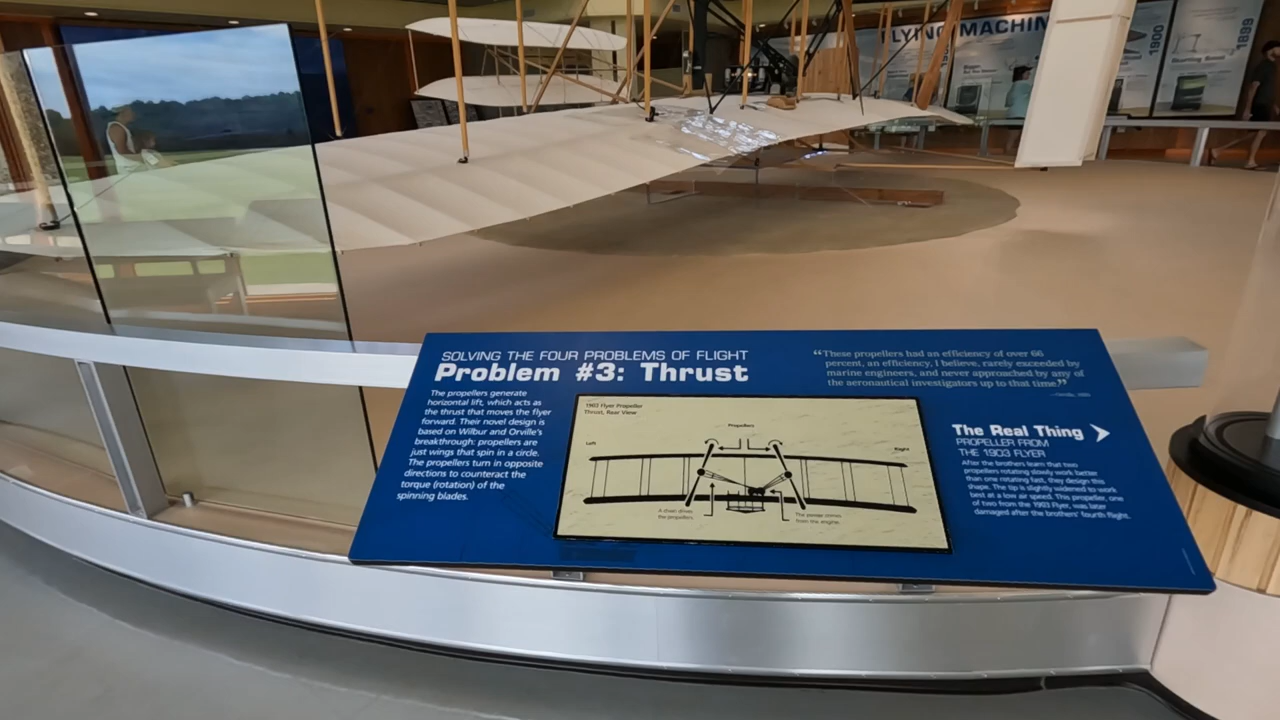 FLYING MACHIN
1900
1899
SOLVING THE FOUR PROBLEMS OF FLIGHT
Problem #3: Thrust
The propellers generate
horizontal lift, which acts as
the thrust that moves the flyer
forward. Their novel design is
based on Wilbur and Orville's
breakthrough: propellers are
just wings that spin in a circle.
The propellers turn in opposite
directions to counteract the
torque (rotation) of the
spinning blades.
“These propellers had an efficiency of over 66
percent, an efficiency, I believe, rarely exceeded by
marine engineers, and never approached by any of
the aeronautical investigators up to that time.”
1903 Flyer Propeller
Thrust, Rear View
Propellers
Left
Right
A chain drives
the propellers.
The power comes
from the engine.
The Real Thing
PROPELLER FROM
THE 1903 FLYER
After the brothers learn that two
propellers rotating slowly work better
than one rotating fast, they design this
shape. The tip is slightly widened to work
best at a low air speed. This propeller, one
of two from the 1903 Flyer, was later
damaged after the brothers' fourth flight.